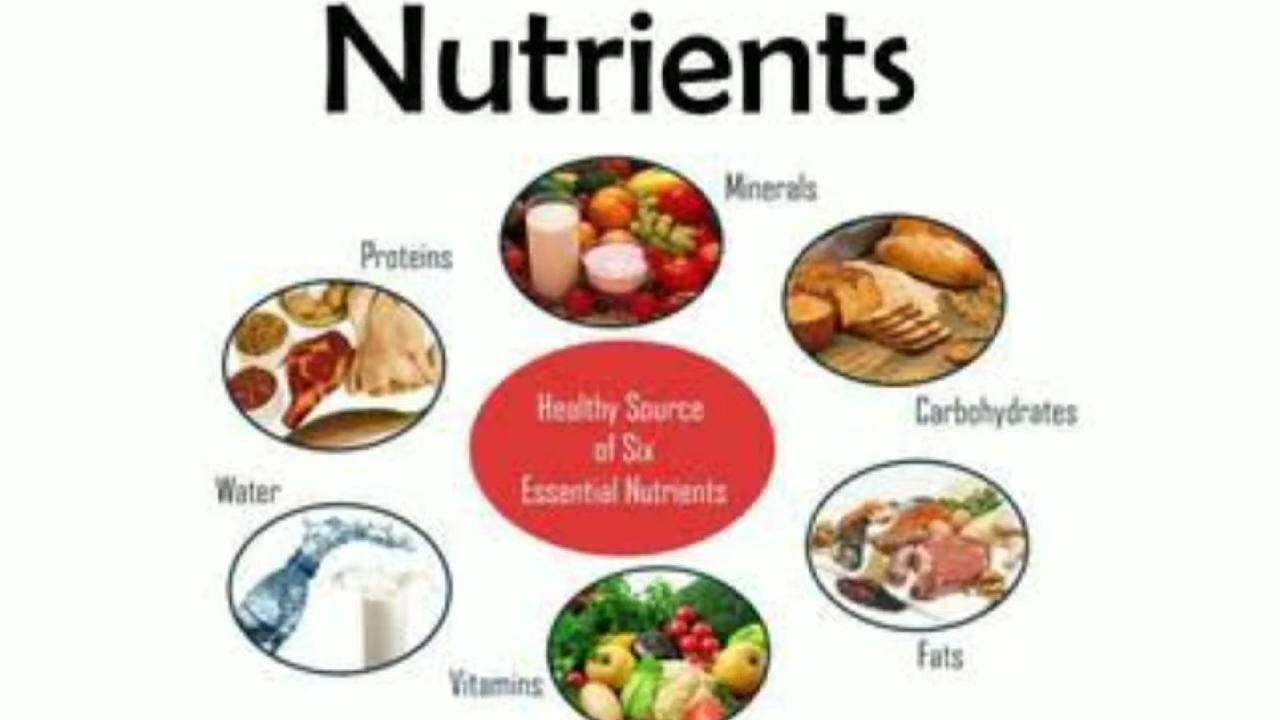 Nutrients
Minerals
Proteins
Carbohydrates
Healthy Source
of Six
Essential Nutrients
Water
Fats
Vitamins